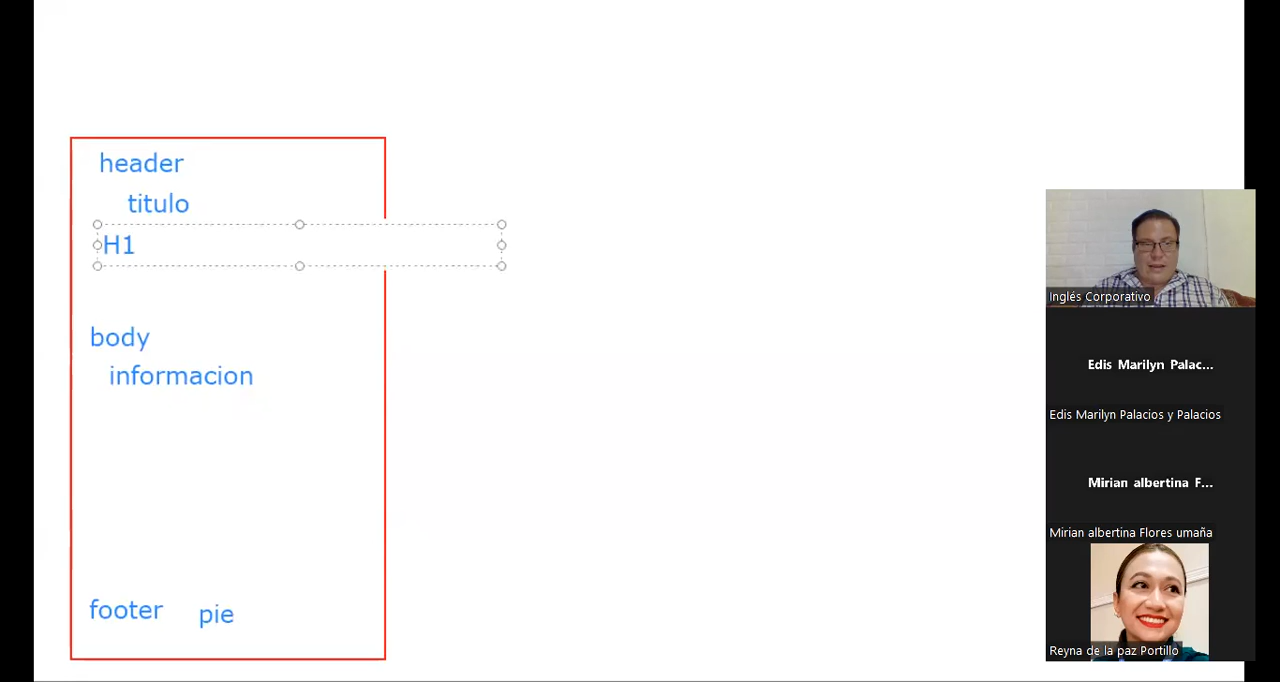 header
titulo
H1
body
informacion
footer pie
Inglés Corporativo
Edis Marilyn Palac...
Edis Marilyn Palacios y Palacios
Mirian albertina F...
Mirian albertina Flores umaña
Reyna de la paz Portillo